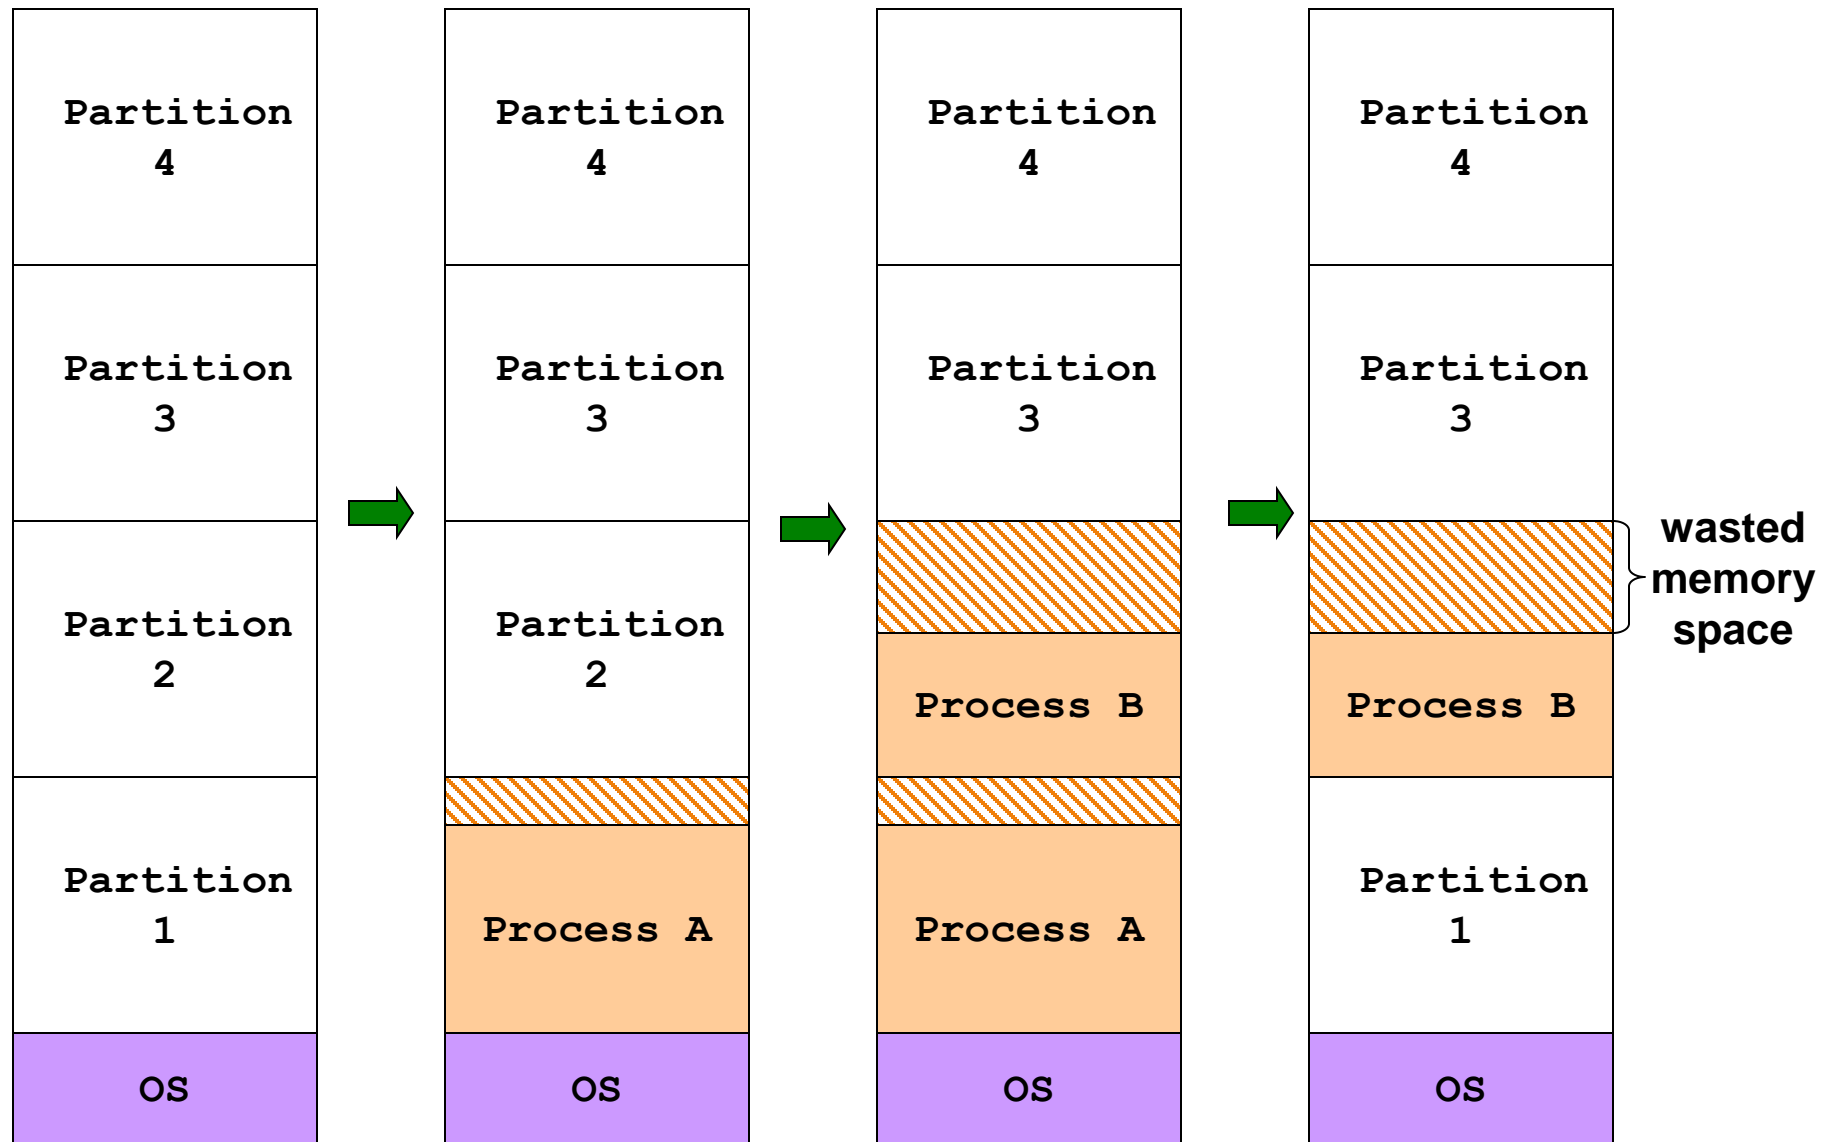 Partition
4
Partition
3
Partition
2
Partition
1
OS
Partition
4
Partition
3
Partition
2
Process A
OS
Partition
4
Partition
3
Process B
Process A
OS
Partition
4
Partition
3
Process B
Partition
1
OS
wasted
memory
space